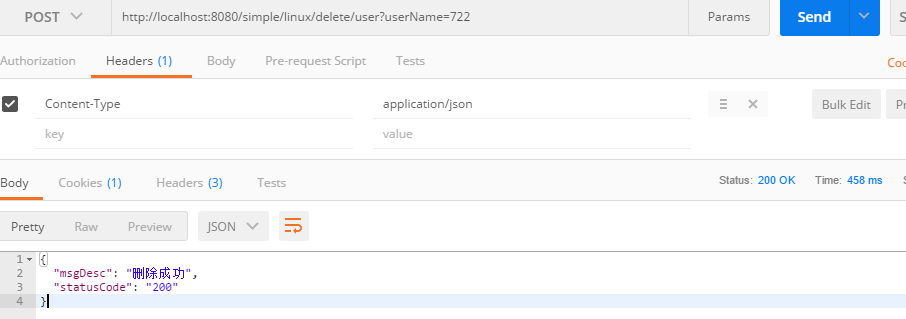 POST http://localhost:8080/simple/linux/delete/user?userName=722 Params Send
Authorization Headers (1) Body Pre-request Script Tests
Content-Type application/json Bulk Edit
key value
Body Cookies (1) Headers (3) Tests Status: 200 OK Time: 458 ms
Pretty Raw Preview JSON
1 {
2 "msgDesc": "删除成功",
3 "statusCode": "200"
4 }